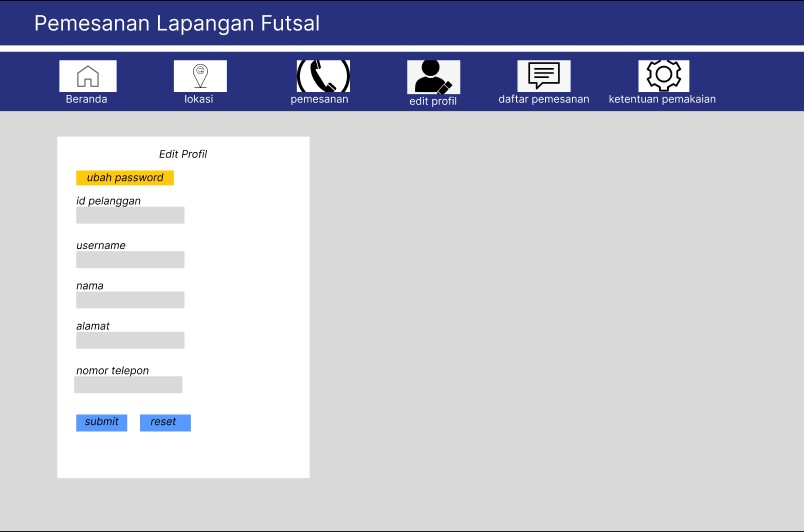 Pemesanan Lapangan Futsal
Beranda
lokasi
pemesanan
edit profil
daftar pemesanan
ketentuan pemakaian
Edit Profil
ubah password
id pelanggan
username
nama
alamat
nomor telepon
submit
reset